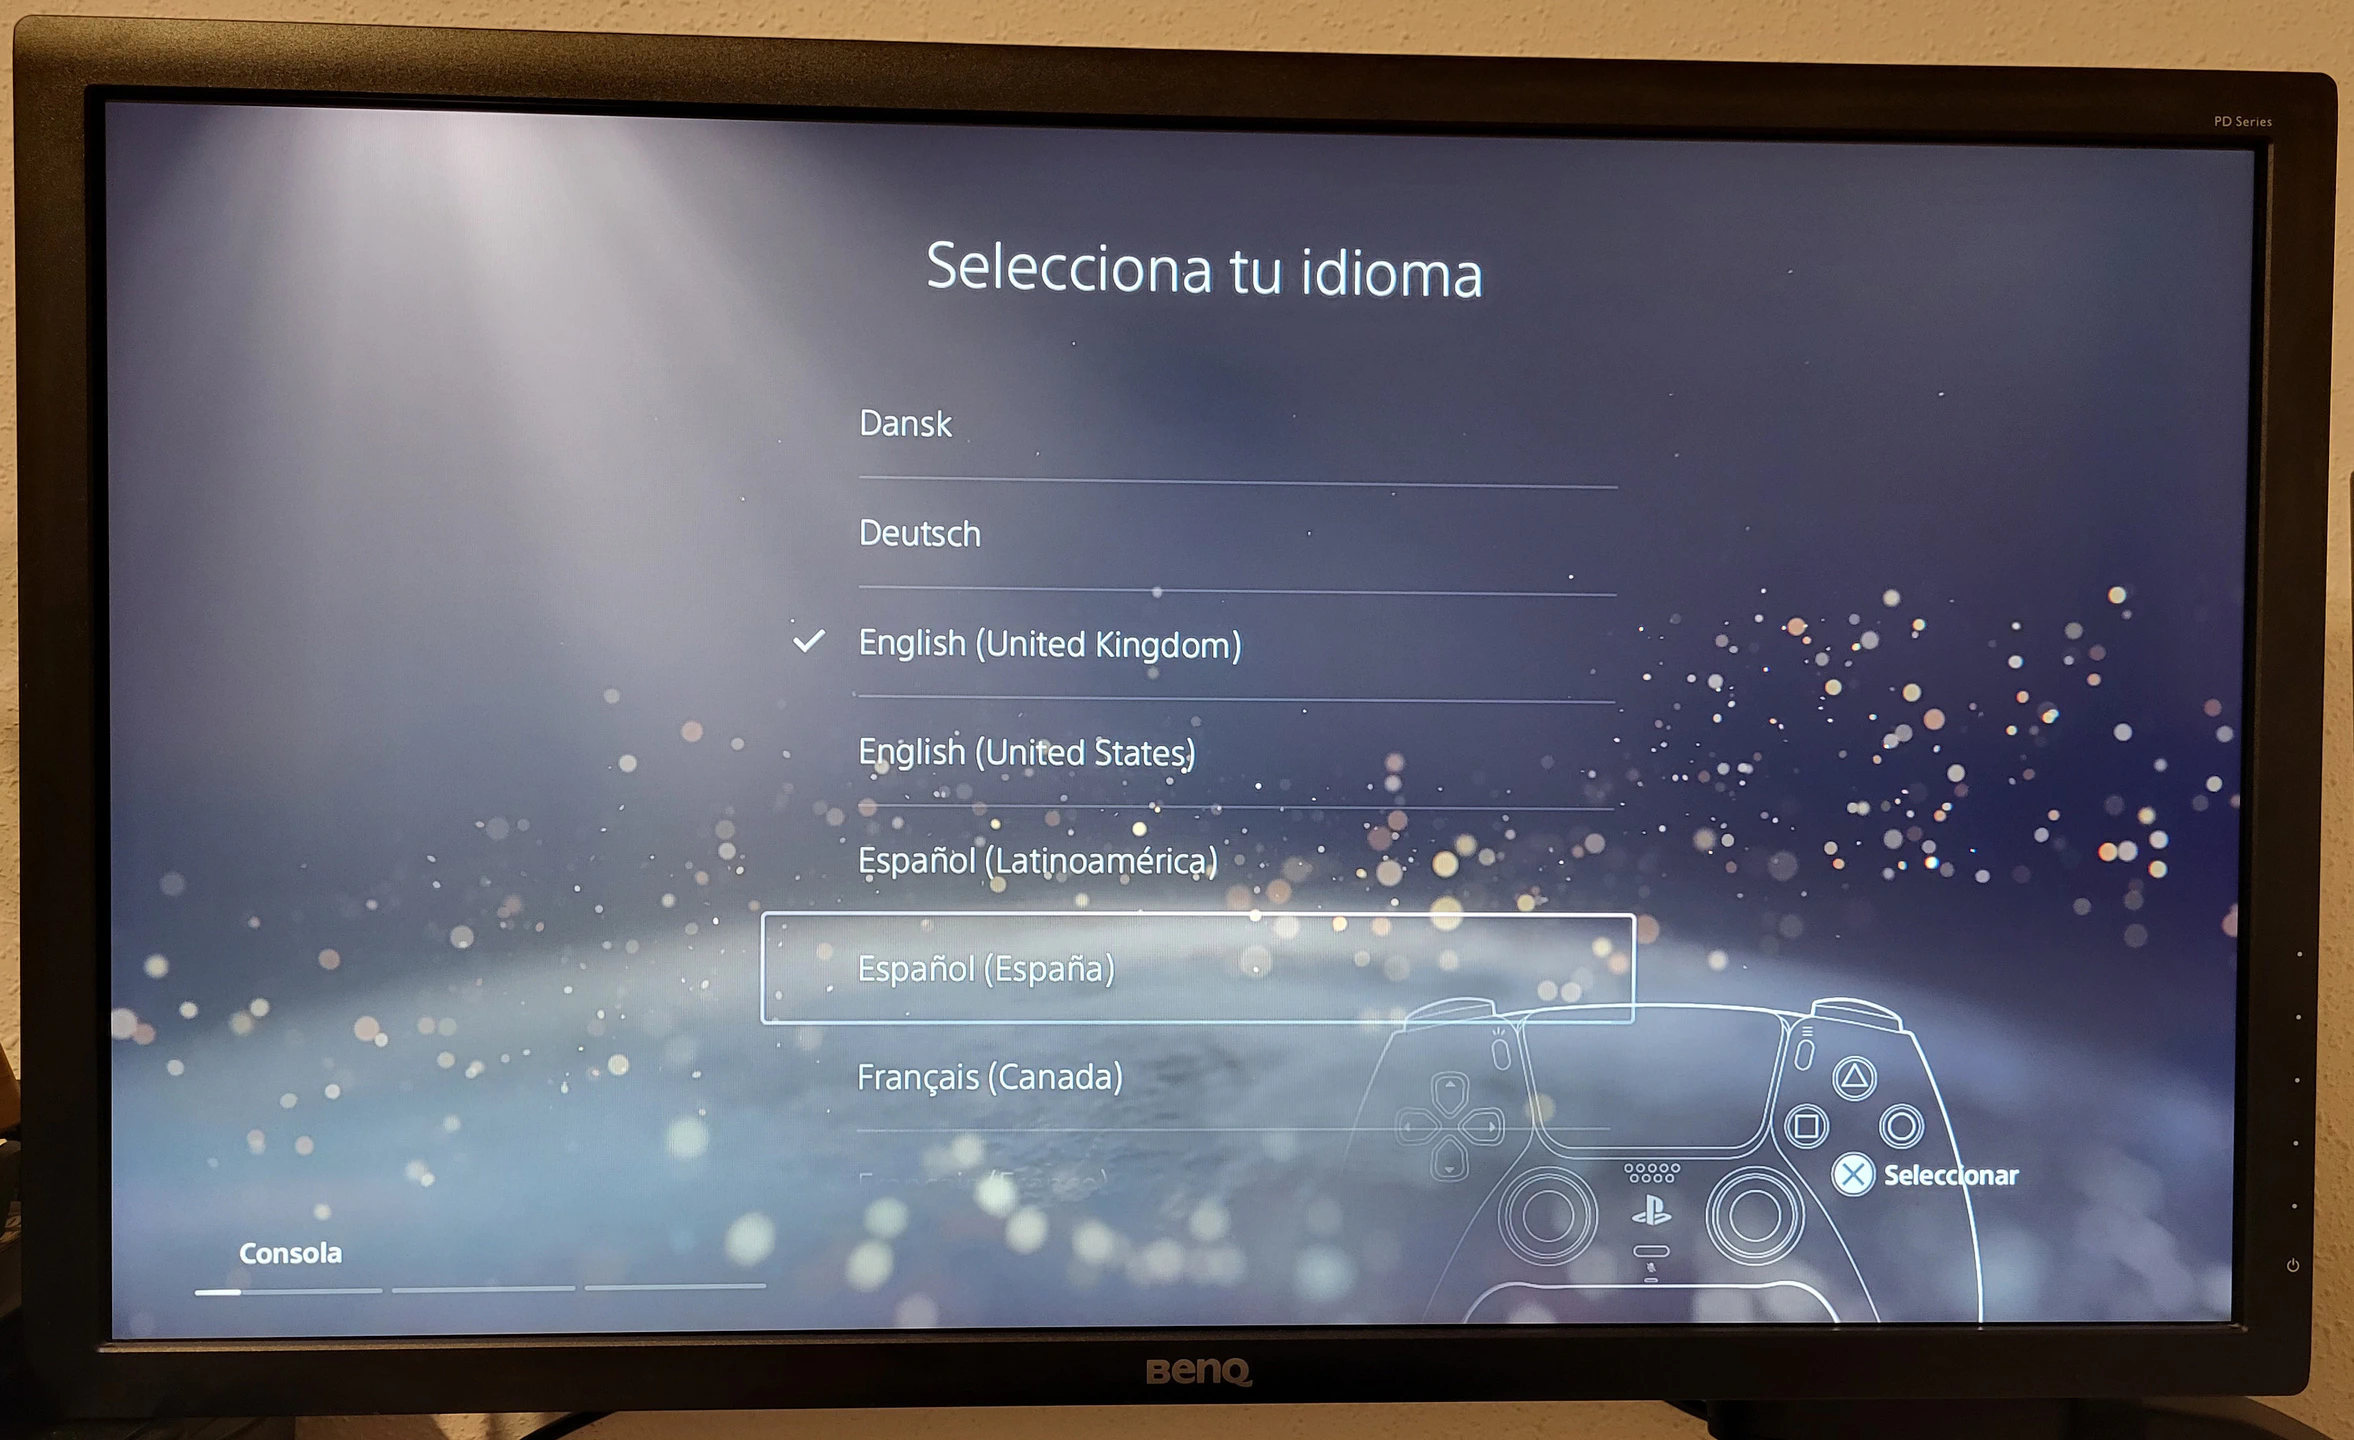 PD Series
Selecciona tu idioma
Dansk
Deutsch
English (United Kingdom)
English (United States)
Español (Latinoamérica)
Español (España)
Français (Canada)
Seleccionar
Consola
BenQ